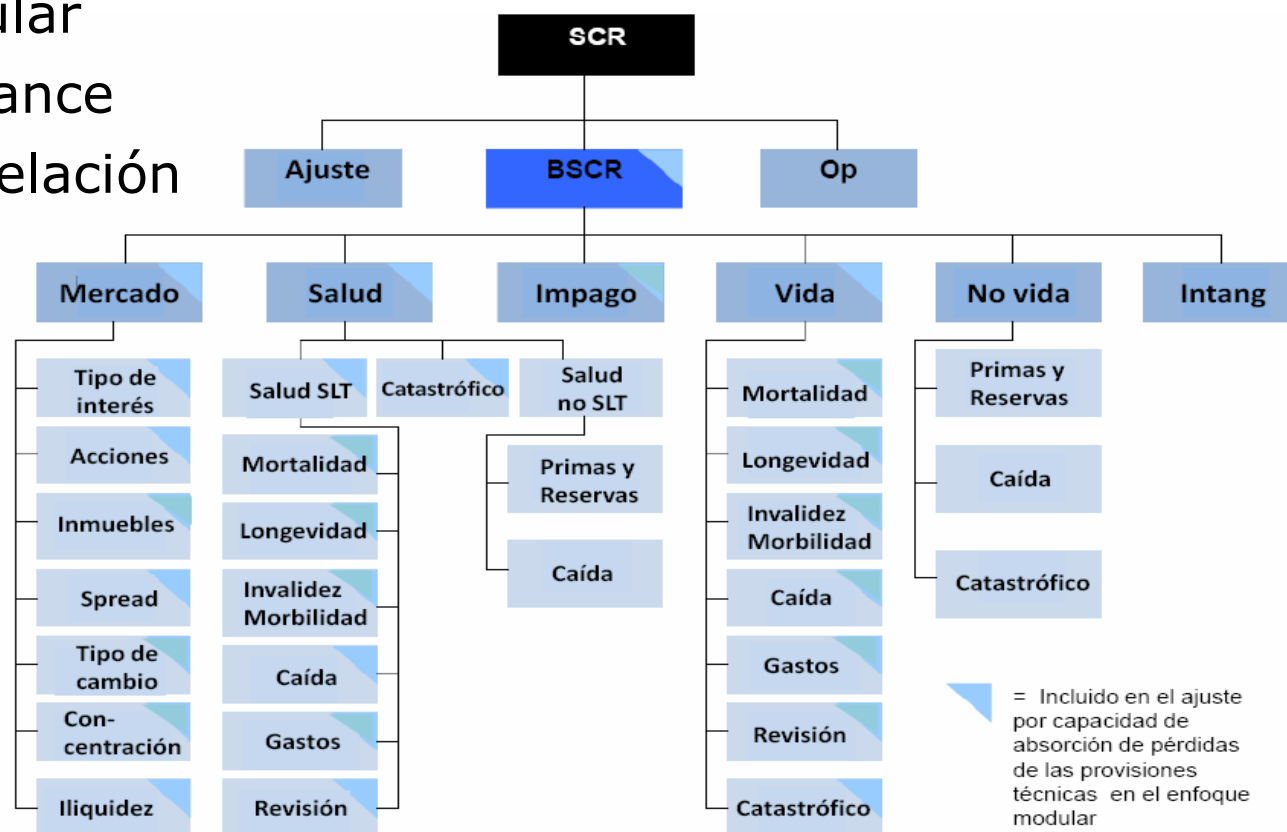 ular
ance
elación
SCR
Ajuste
BSCR
Op
Mercado
Salud
Impago
Vida
No vida
Intang
Tipo de
interés
Acciones
Inmuebles
Spread
Tipo de
cambio
Con-
centración
Iliquidez
Salud SLT
Catastrófico
Salud
no SLT
Mortalidad
Longevidad
Invalidez
Morbilidad
Caída
Gastos
Revisión
Primas y
Reservas
Caída
Mortalidad
Longevidad
Invalidez
Morbilidad
Caída
Gastos
Revisión
Catastrófico
Primas y
Reservas
Caída
Catastrófico
= Incluido en el ajuste
por capacidad de
absorción de pérdidas
de las provisiones
técnicas en el enfoque
modular